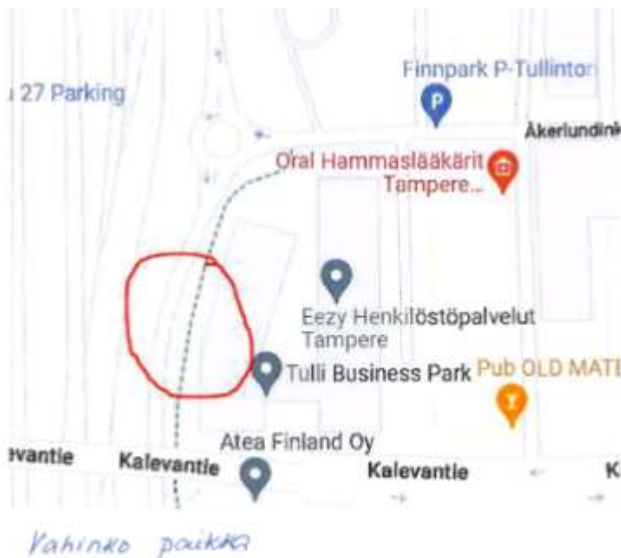 Finnpark P-Tullintori
27 Parking
P
Åkerlundink
Oral Hammaslääkärit
Tampere...
Eezy Henkilöstöpalvelut
Tampere
Tulli Business Park
Pub OLD MATE
Atea Finland Oy
evantie
Kalevantie
Kalevantie
K
Vahinko paikka